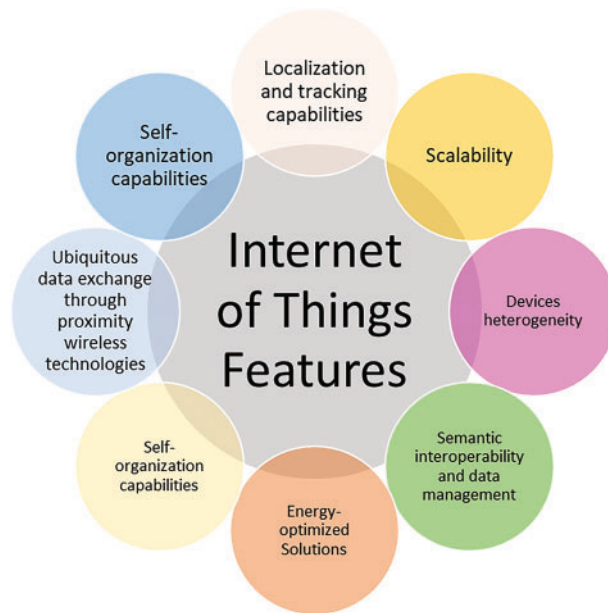 Localization
and tracking
capabilities
Scalability
Devices
heterogeneity
Semantic
interoperability
and data
management
Energy-
optimized
Solutions
Self-
organization
capabilities
Ubiquitous
data exchange
through
proximity
wireless
technologies
Self-
organization
capabilities
Internet
of Things
Features